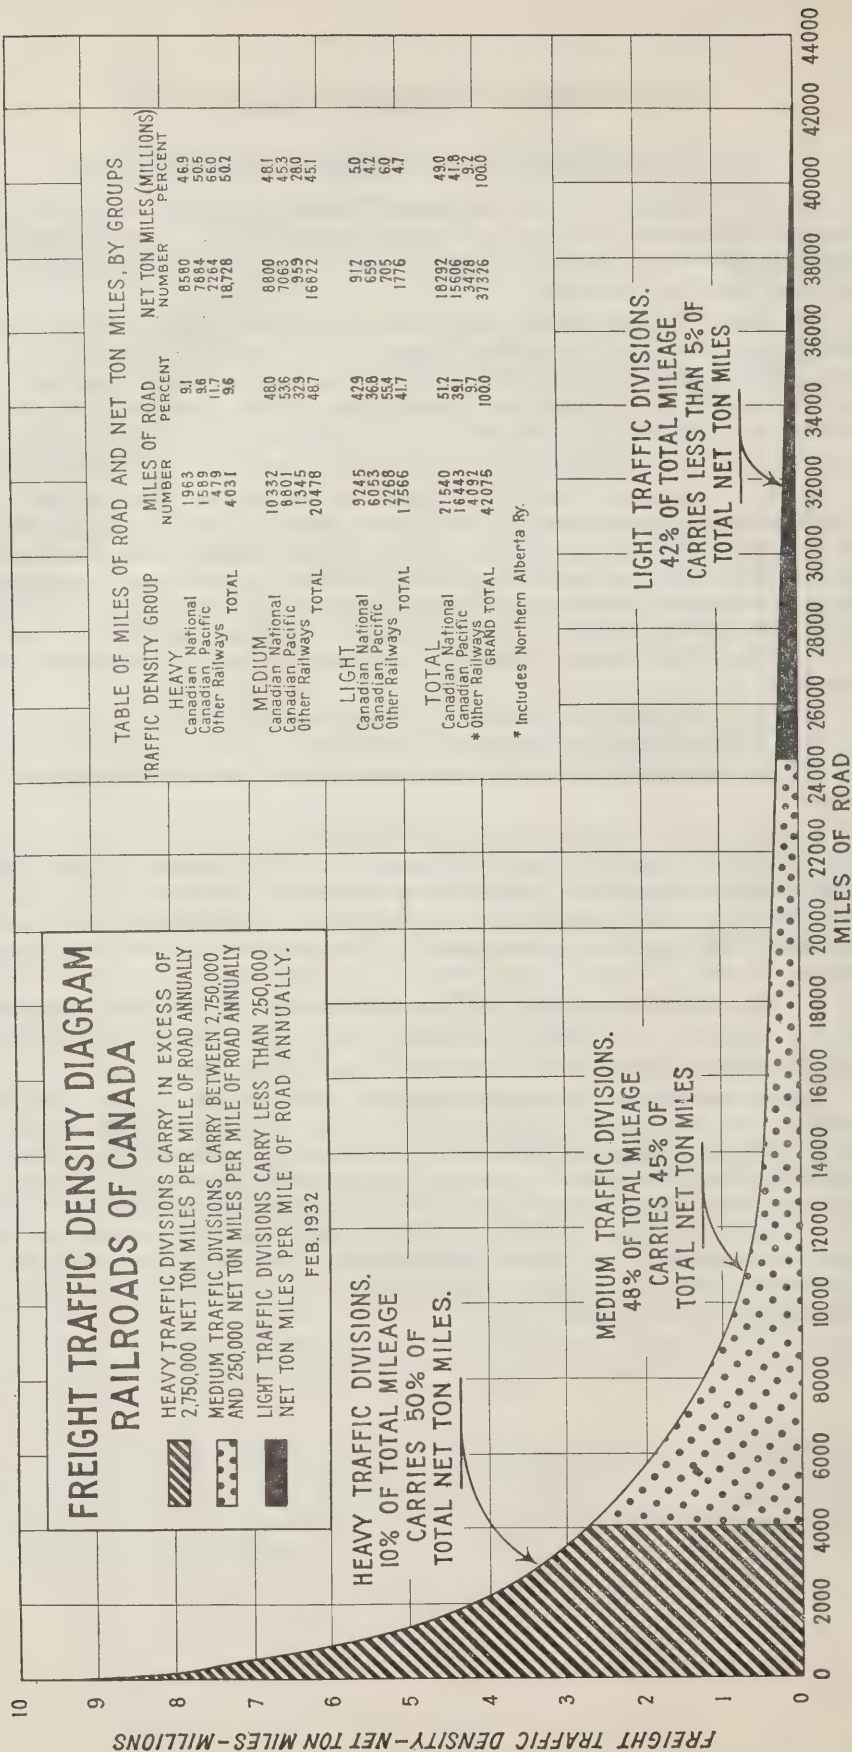 FREIGHT TRAFFIC DENSITY DIAGRAM
RAILROADS OF CANADA
HEAVY TRAFFIC DIVISIONS CARRY IN EXCESS OF
2,750,000 NET TON MILES PER MILE OF ROAD ANNUALLY
MEDIUM TRAFFIC DIVISIONS CARRY BETWEEN 2,750,000
AND 250,000 NET TON MILES PER MILE OF ROAD ANNUALLY
LIGHT TRAFFIC DIVISIONS CARRY LESS THAN 250,000
NET TON MILES PER MILE OF ROAD ANNUALLY.
FEB. 1932
TABLE OF MILES OF ROAD AND NET TON MILES, BY GROUPS
TRAFFIC DENSITY GROUP MILES OF ROAD NET TON MILES (MILLIONS)
NUMBER PERCENT NUMBER PERCENT
HEAVY
Canadian National 1963 9.1 8580 46.9
Canadian Pacific 1589 9.6 7884 50.5
Other Railways 479 11.7 2264 66.0
TOTAL 4031 9.6 18,728 50.2
MEDIUM
Canadian National 10332 48.0 8800 48.1
Canadian Pacific 8801 53.6 7063 45.3
Other Railways 1345 32.9 959 28.0
TOTAL 20478 48.7 16822 45.1
LIGHT
Canadian National 9245 42.9 912 5.0
Canadian Pacific 6053 36.8 659 4.2
Other Railways 2268 55.4 205 6.0
TOTAL 17566 41.7 1776 4.7
TOTAL
Canadian National 21540 51.2 18292 49.0
Canadian Pacific 16443 39.1 15606 41.8
* Other Railways 4092 9.7 3428 9.2
GRAND TOTAL 42075 100.0 37326 100.0
* Includes Northern Alberta Ry.
HEAVY TRAFFIC DIVISIONS.
10% OF TOTAL MILEAGE
CARRIES 50% OF
TOTAL NET TON MILES.
MEDIUM TRAFFIC DIVISIONS.
48% OF TOTAL MILEAGE
CARRIES 45% OF
TOTAL NET TON MILES
LIGHT TRAFFIC DIVISIONS.
42% OF TOTAL MILEAGE
CARRIES LESS THAN 5% OF
TOTAL NET TON MILES
FREIGHT TRAFFIC DENSITY-NET TON MILES-MILLIONS
10
9
8
7
6
5
4
3
2
1
0
0 2000 4000 6000 8000 10000 12000 14000 16000 18000 20000 22000 24000 26000 28000 30000 32000 34000 36000 38000 40000 42000 44000
MILES OF ROAD